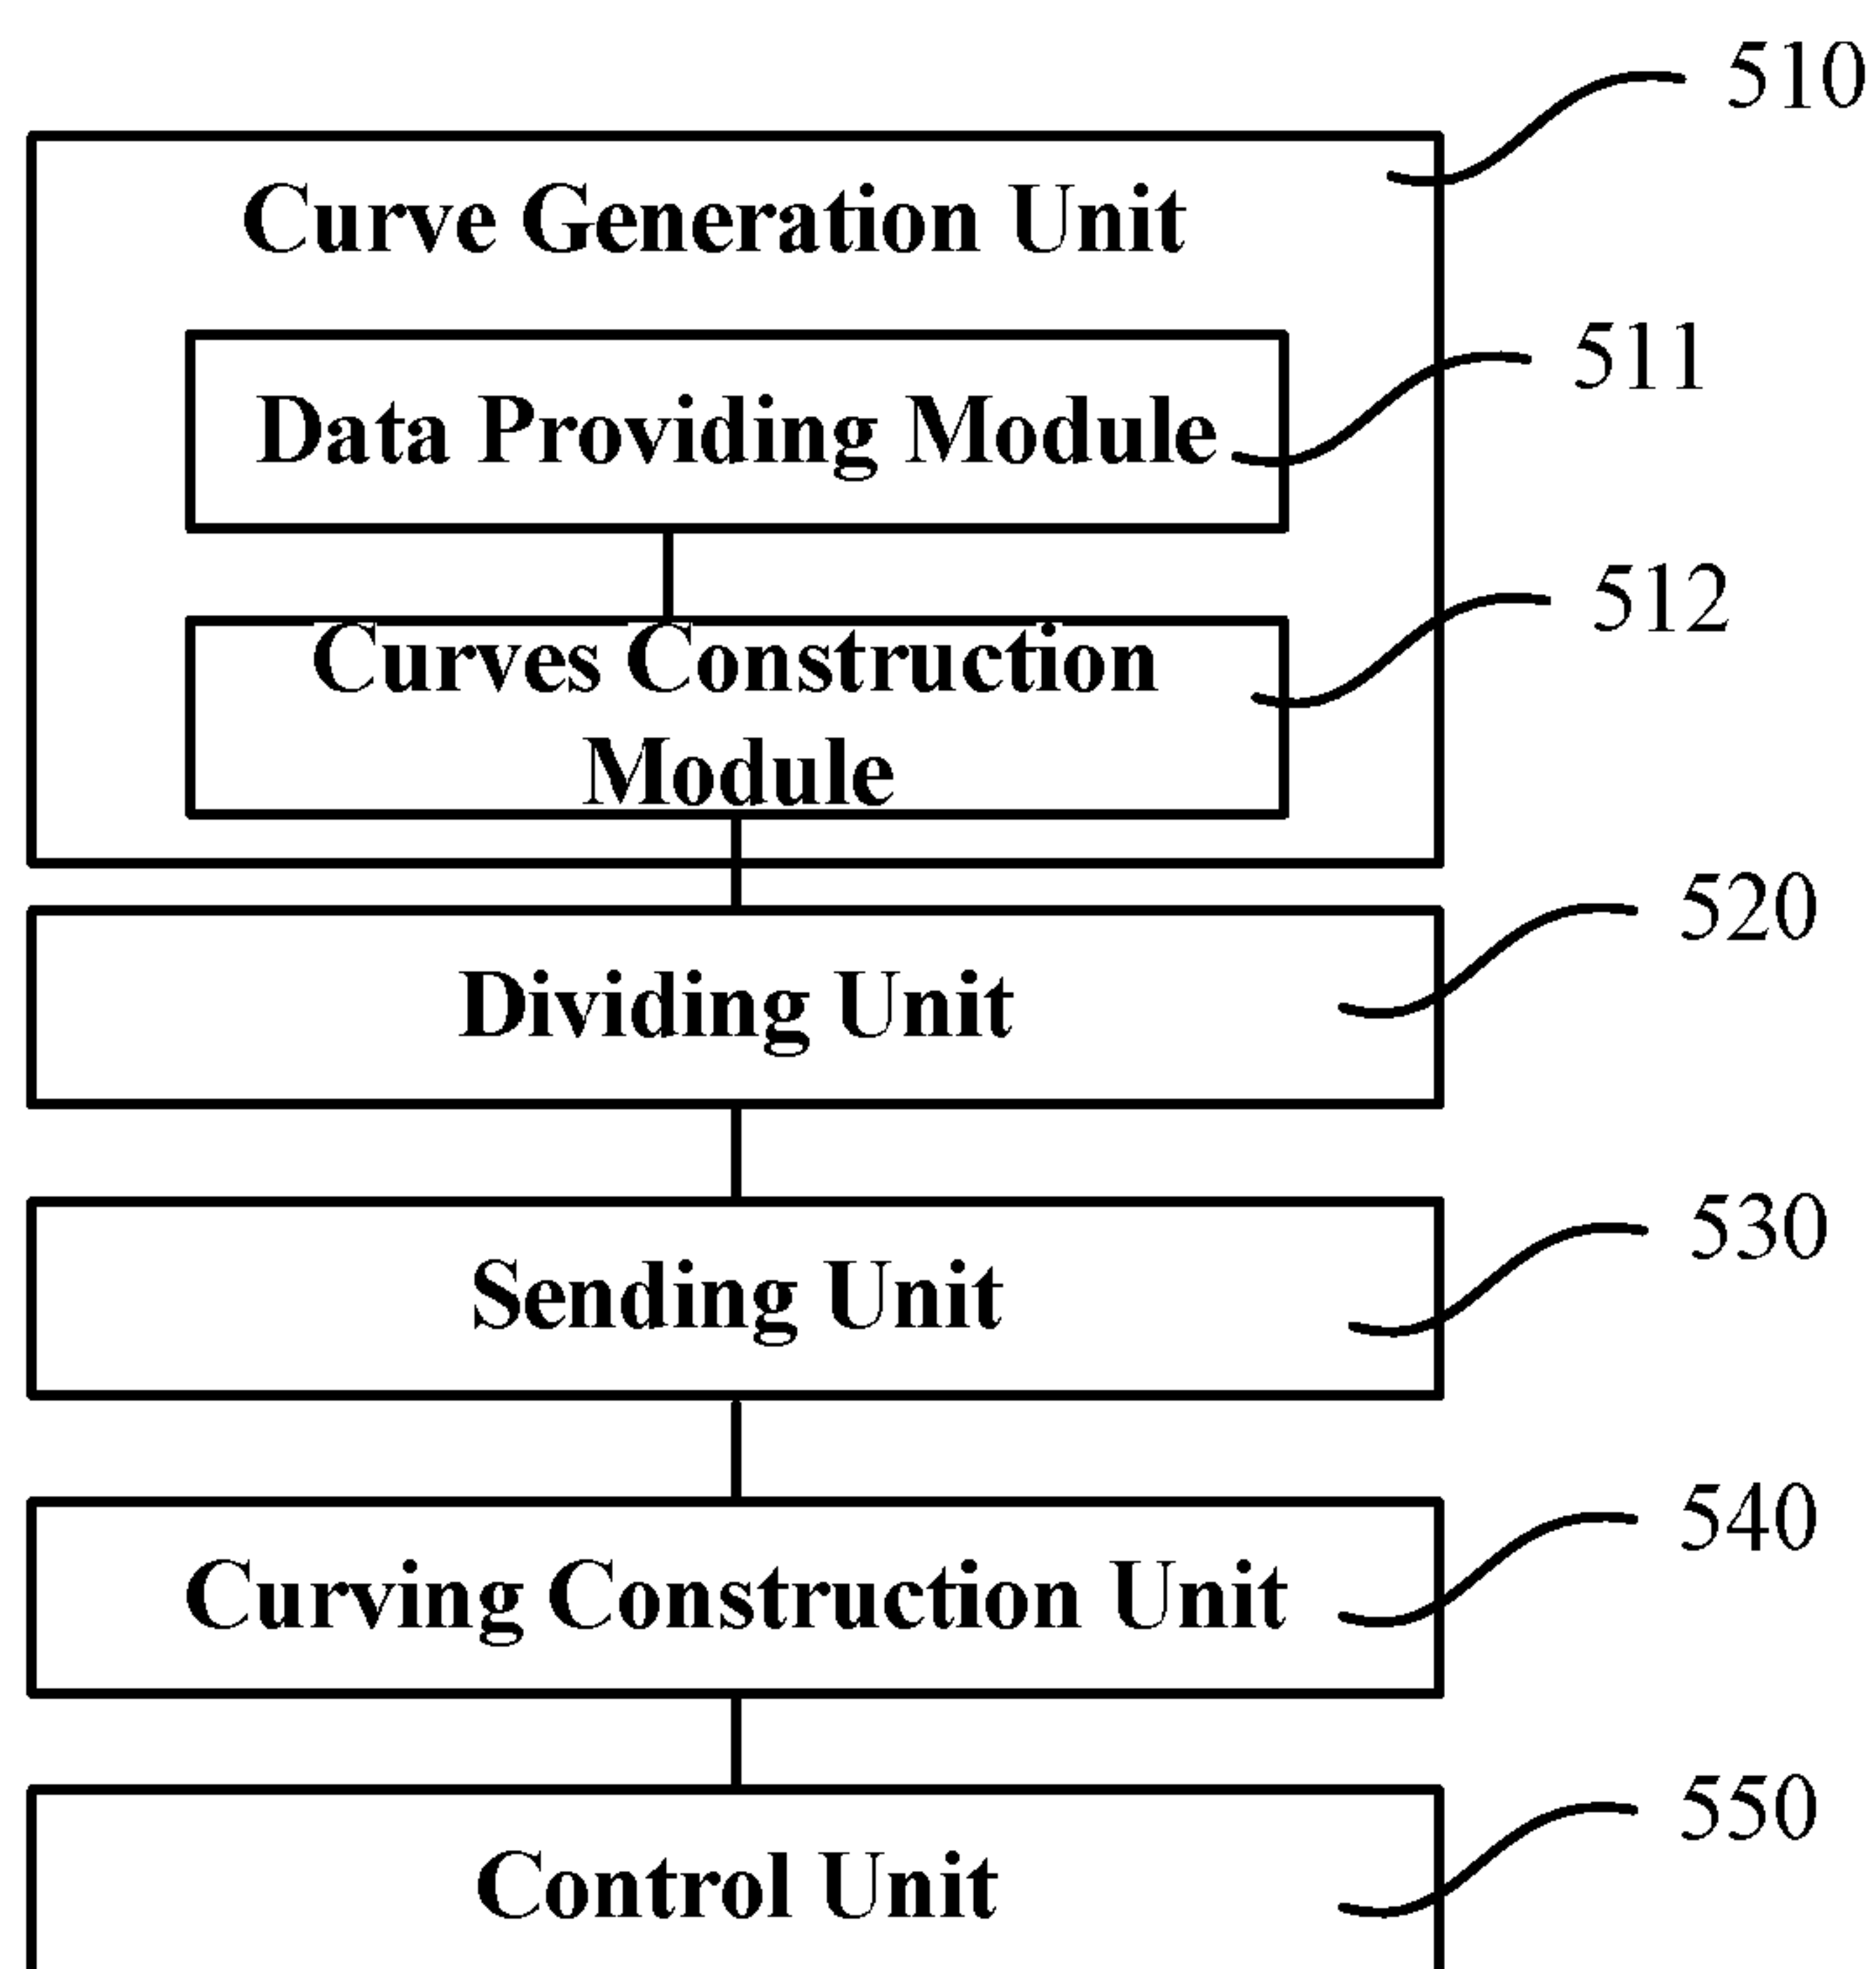 510
Curve Generation Unit
511
Data Providing Module
512
Curves Construction
Module
520
Dividing Unit
530
Sending Unit
540
Curving Construction Unit
550
Control Unit